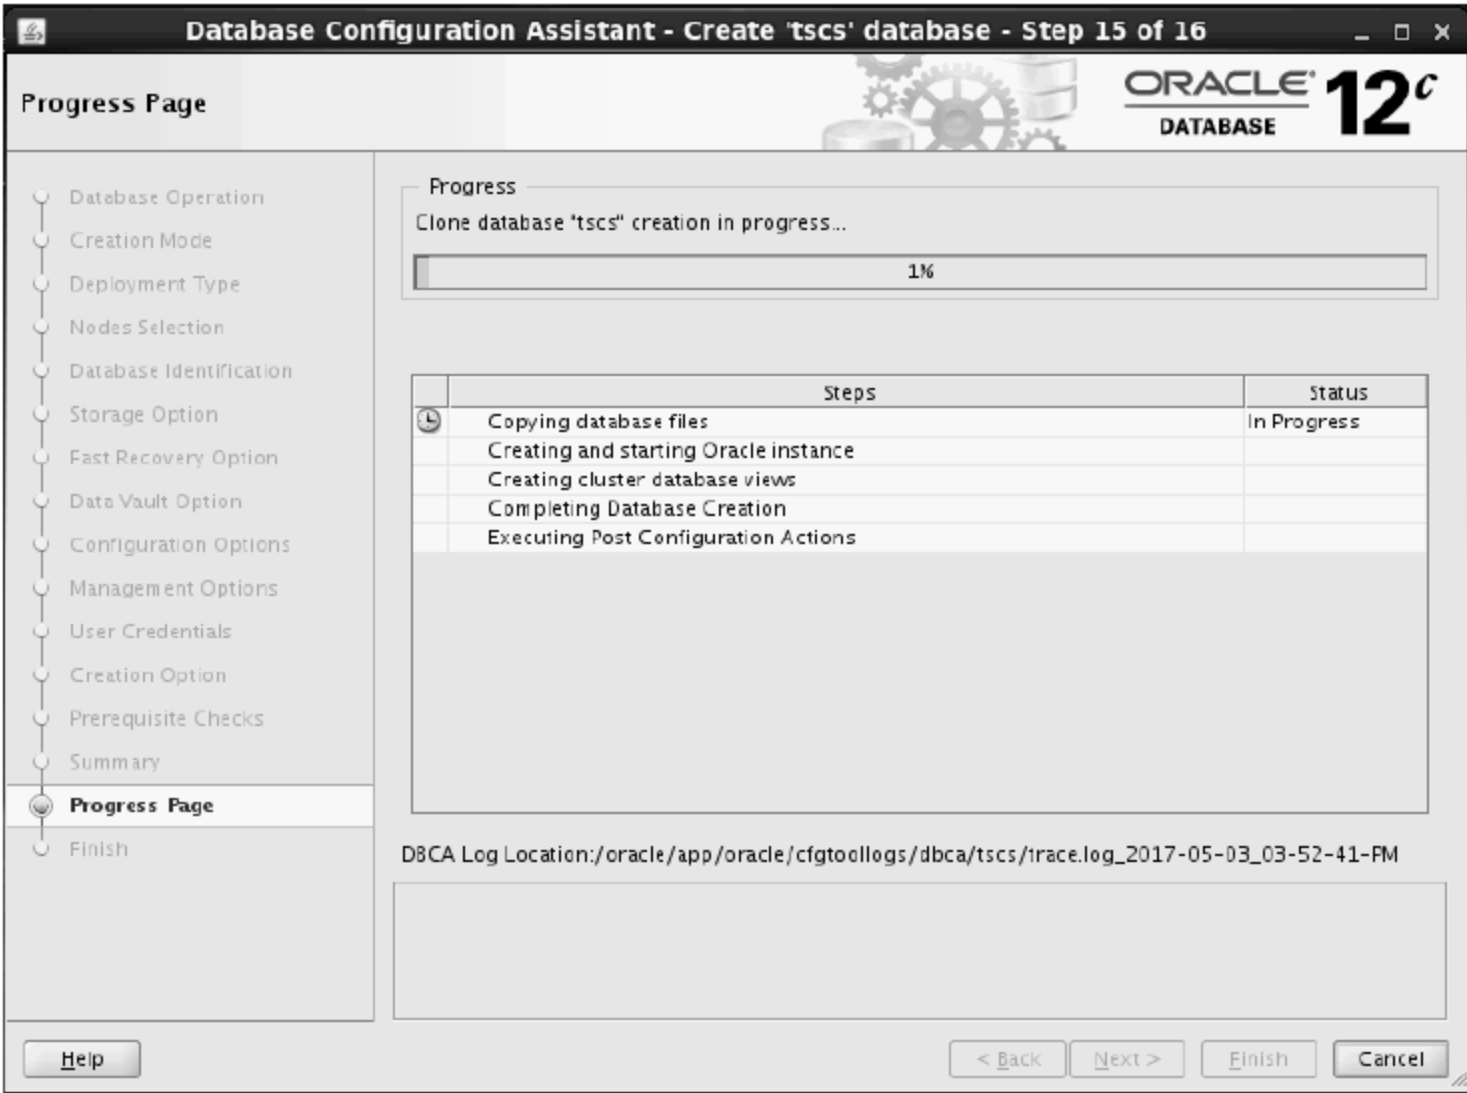 Database Configuration Assistant - Create 'tscs' database - Step 15 of 16
Progress Page
ORACLE
DATABASE
12c
Database Operation
Creation Mode
Deployment Type
Nodes Selection
Database Identification
Storage Option
Fast Recovery Option
Data Vault Option
Configuration Options
Management Options
User Credentials
Creation Option
Prerequisite Checks
Summary
Progress Page
Finish
Progress
Clone database "tscs" creation in progress...
1%
Steps Status
Copying database files In Progress
Creating and starting Oracle instance
Creating cluster database views
Completing Database Creation
Executing Post Configuration Actions
DBCA Log Location:/oracle/app/oracle/cfgtoollogs/dbca/tscs/trace.log_2017-05-03_03-52-41-PM
Help
< Back
Next >
Finish
Cancel